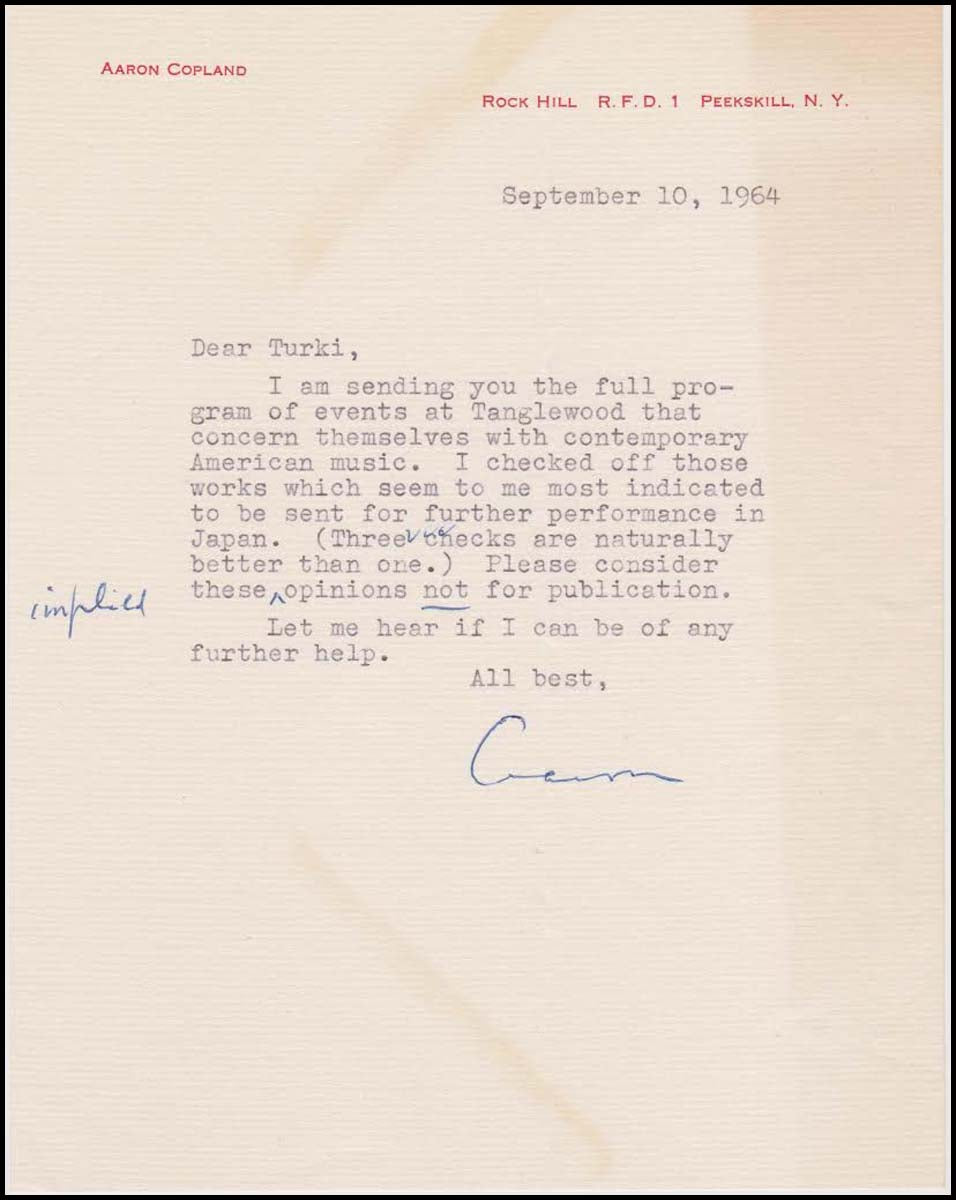 AARON COPLAND
ROCK HILL R. F. D. 1 PEEKSKILL, N. Y.
September 10, 1964
Dear Turki,
I am sending you the full pro-
gram of events at Tanglewood that
concern themselves with contemporary
American music. I checked off those
works which seem to me most indicated
to be sent for further performance in
Japan. (Three ✓✓✓ checks are naturally
better than one.) Please consider
these implied opinions not for publication.
Let me hear if I can be of any
further help.
All best,
Aaron